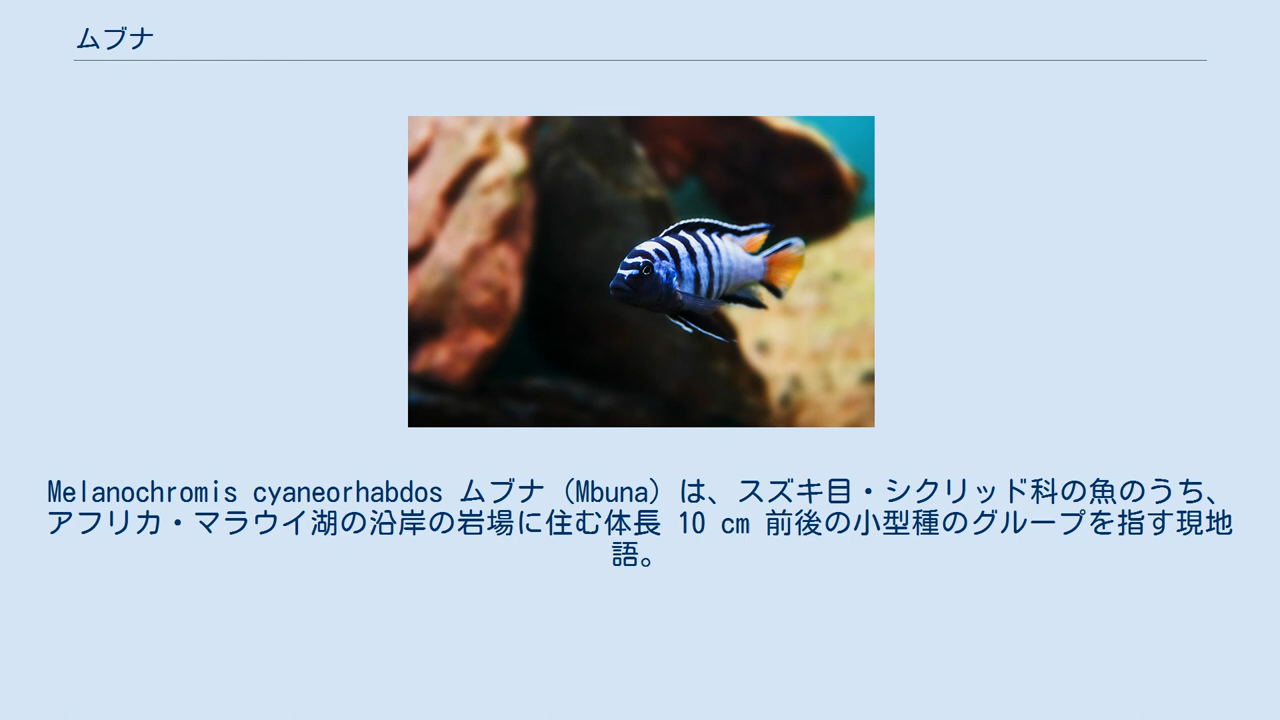 ムブナ
Melanochromis cyaneorhabdos ムブナ（Mbuna）は、スズキ目・シクリッド科の魚のうち、
アフリカ・マラウイ湖の沿岸の岩場に住む体長 10 cm 前後の小型種のグループを指す現地
語。